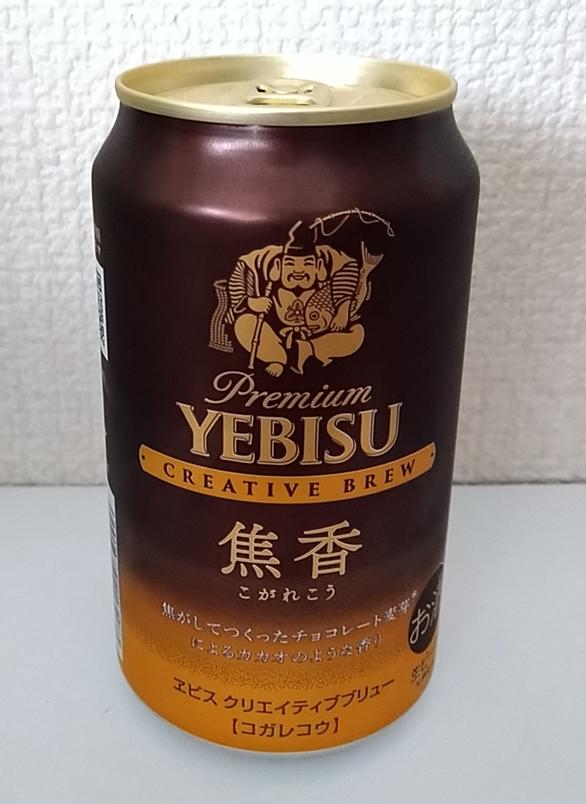 Premium
YEBISU
CREATIVE BREW
焦香
こがれこう
焦がしてつくったチョコレート麦芽※
によるカカオのような香り
お酒
ヱビス クリエイティブブリュー
【コガレコウ】